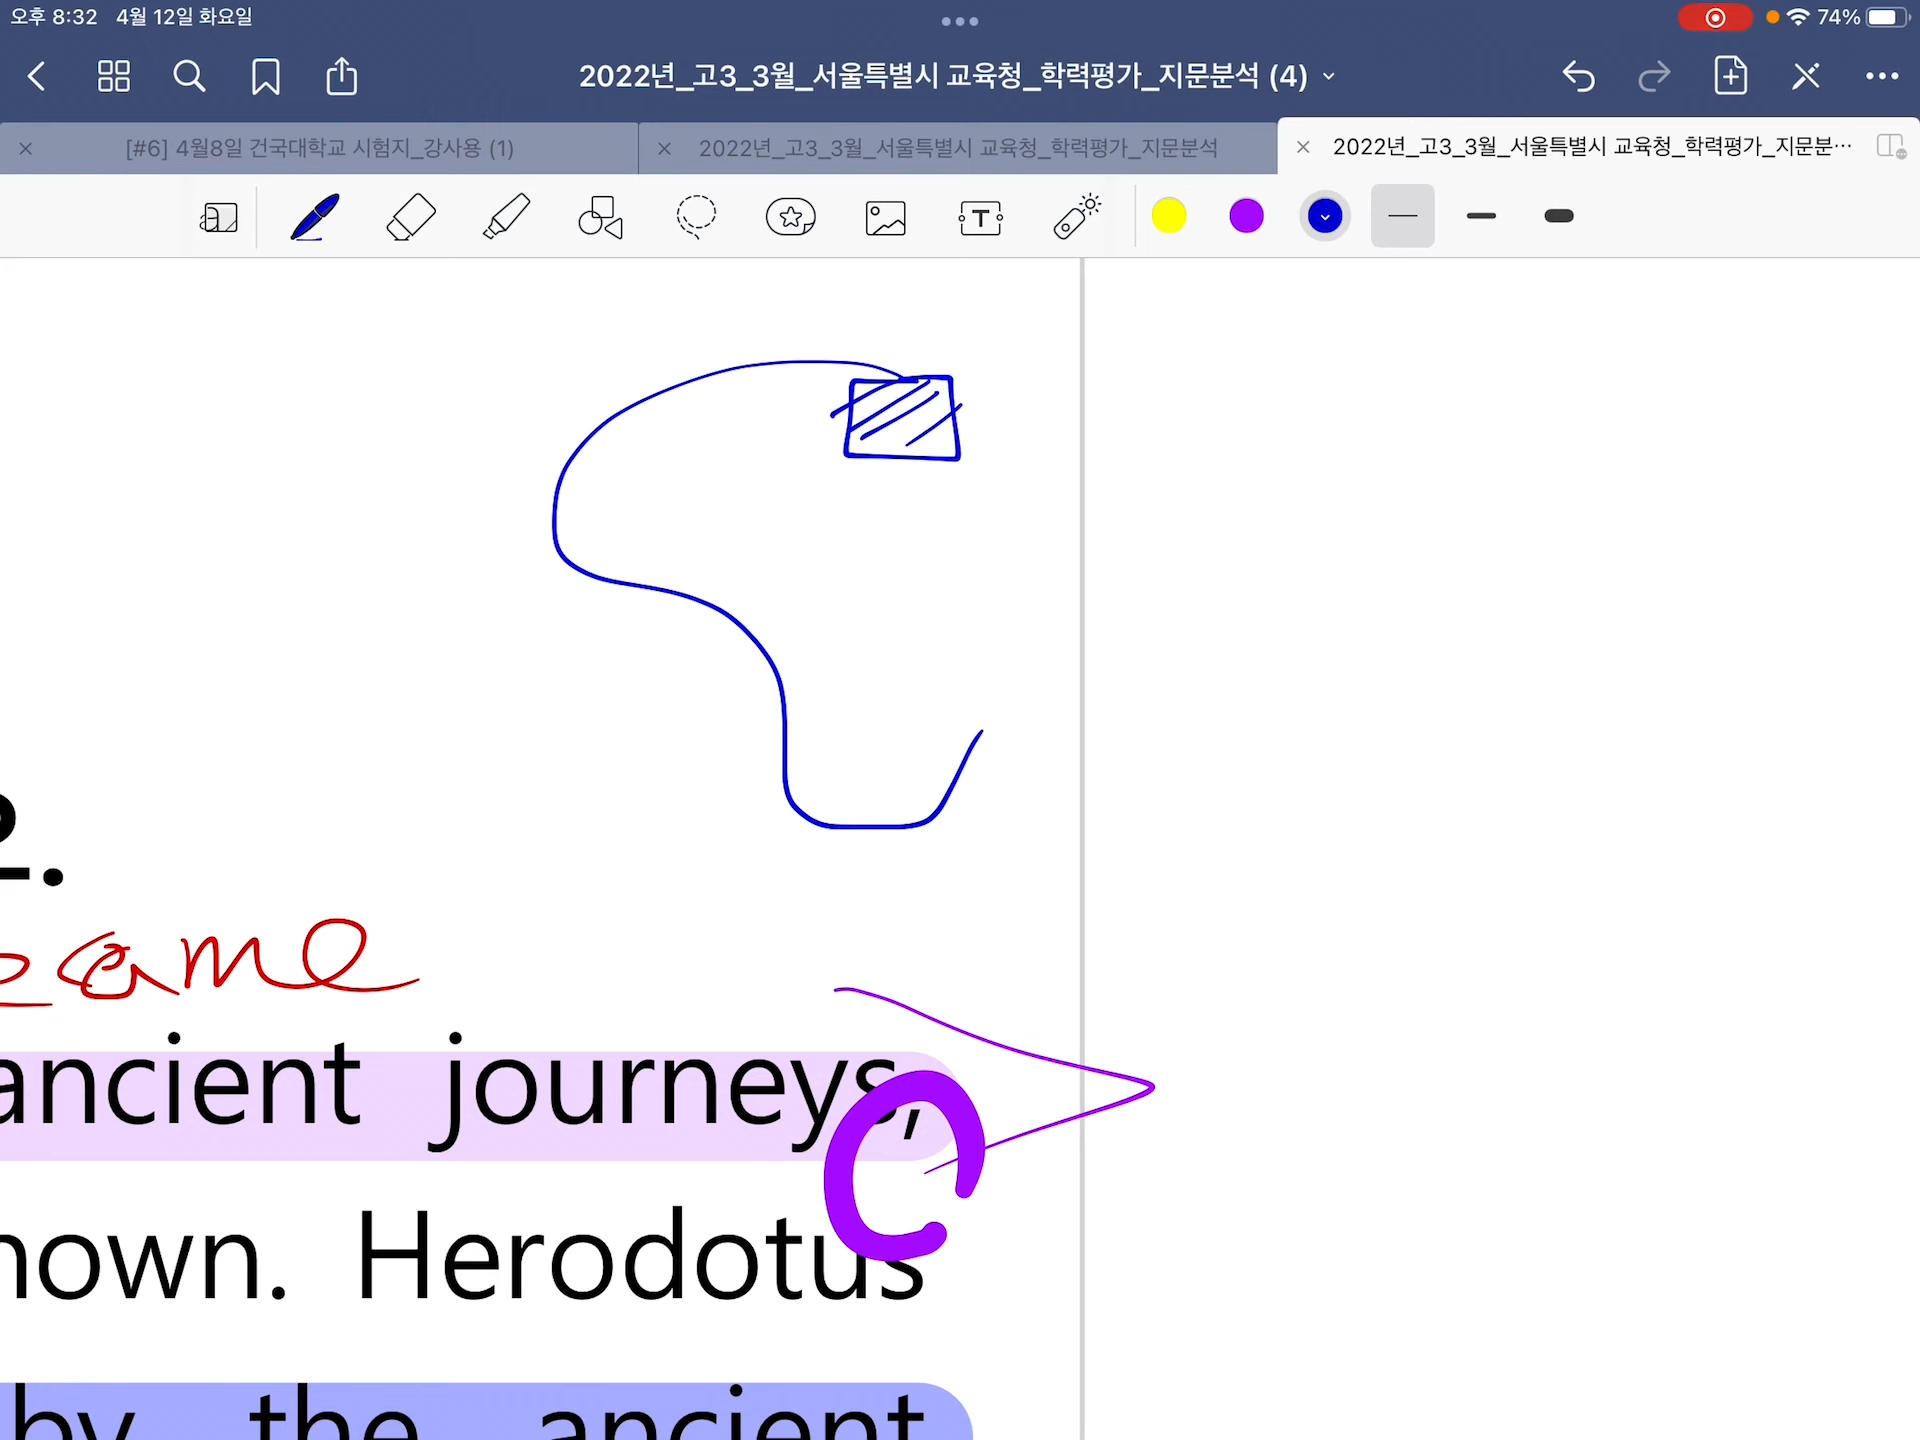 오후 8:32 4월 12일 화요일
74%
2022년_고3_3월_서울특별시 교육청_학력평가_지문분석 (4)
[#6] 4월8일 건국대학교 시험지_강사용 (1)
2022년_고3_3월_서울특별시 교육청_학력평가_지문분석
2022년_고3_3월_서울특별시 교육청_학력평가_지문분…
2.
ame
ancient journeys,
nown. Herodotus
by the ancient